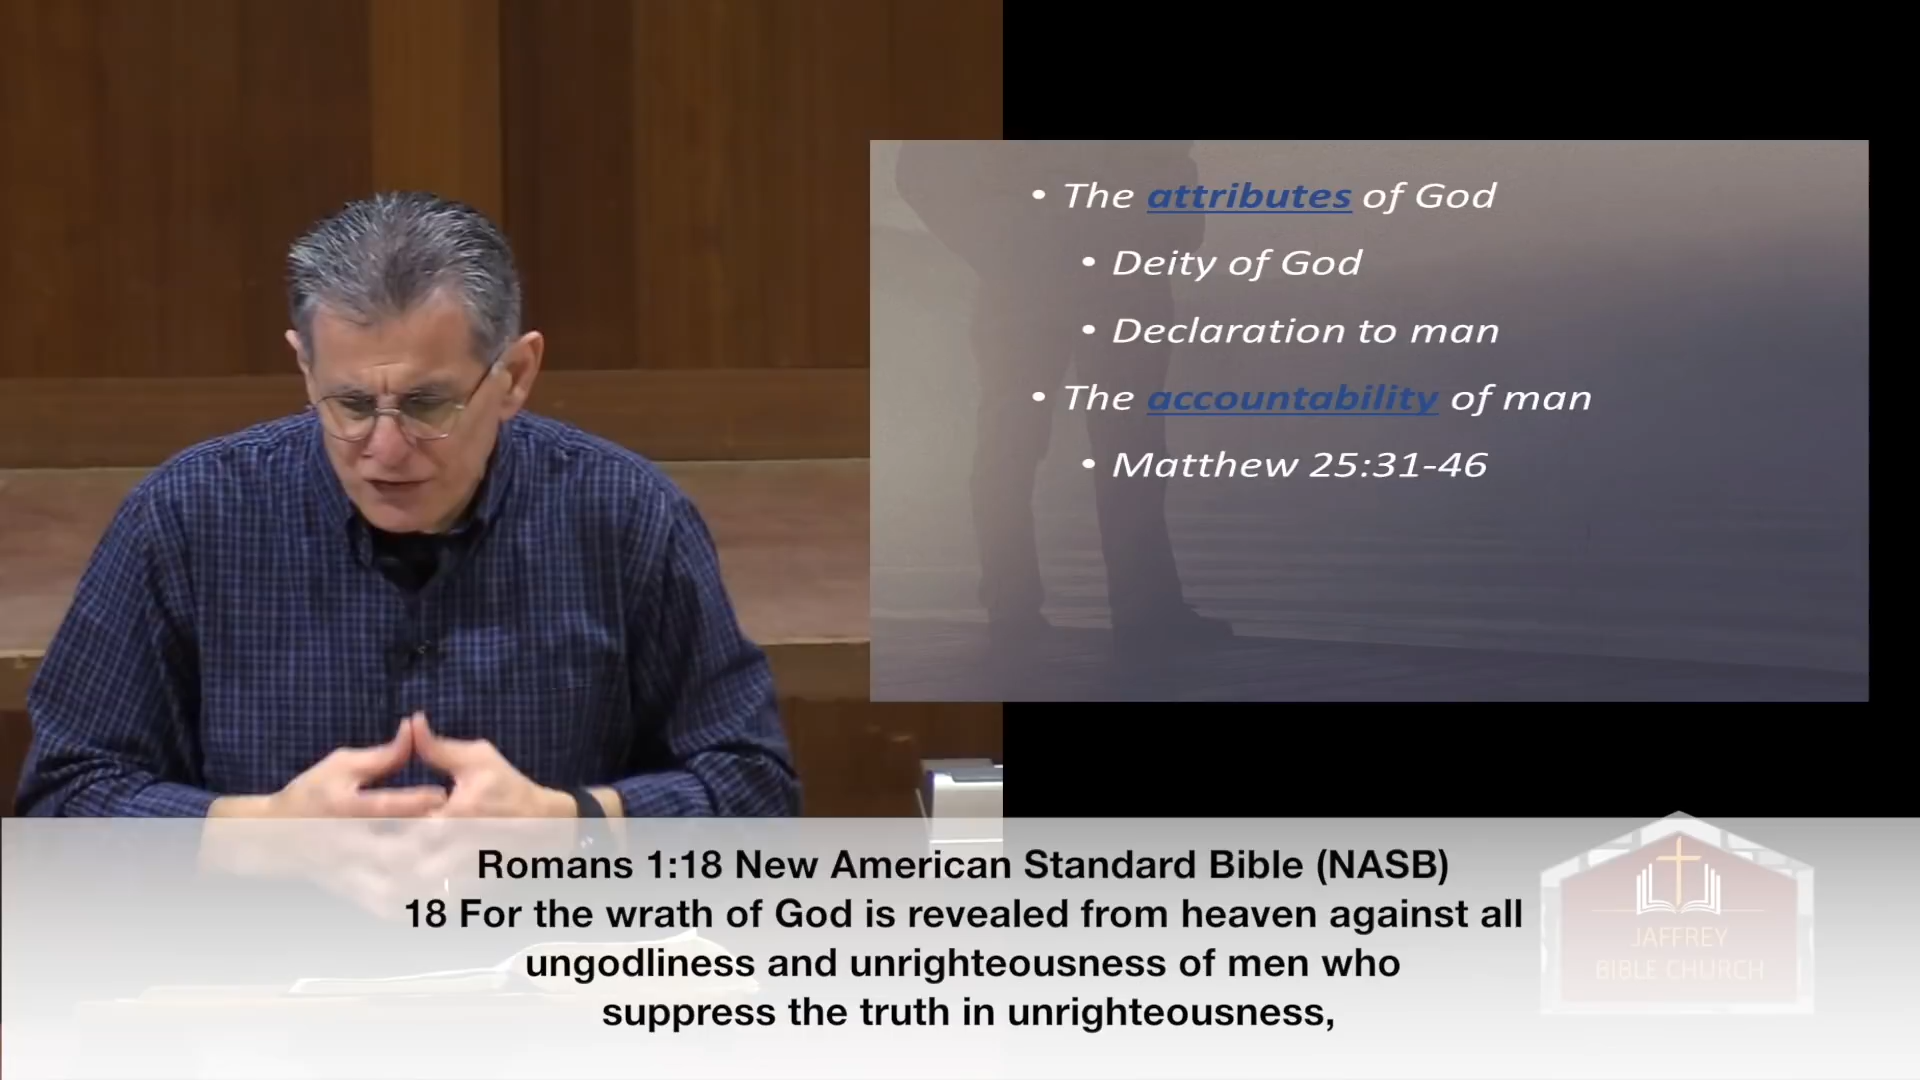 • The attributes of God
• Deity of God
• Declaration to man
• The accountability of man
• Matthew 25:31-46
Romans 1:18 New American Standard Bible (NASB)
18 For the wrath of God is revealed from heaven against all
ungodliness and unrighteousness of men who
suppress the truth in unrighteousness,
JAFFREY
BIBLE CHURCH